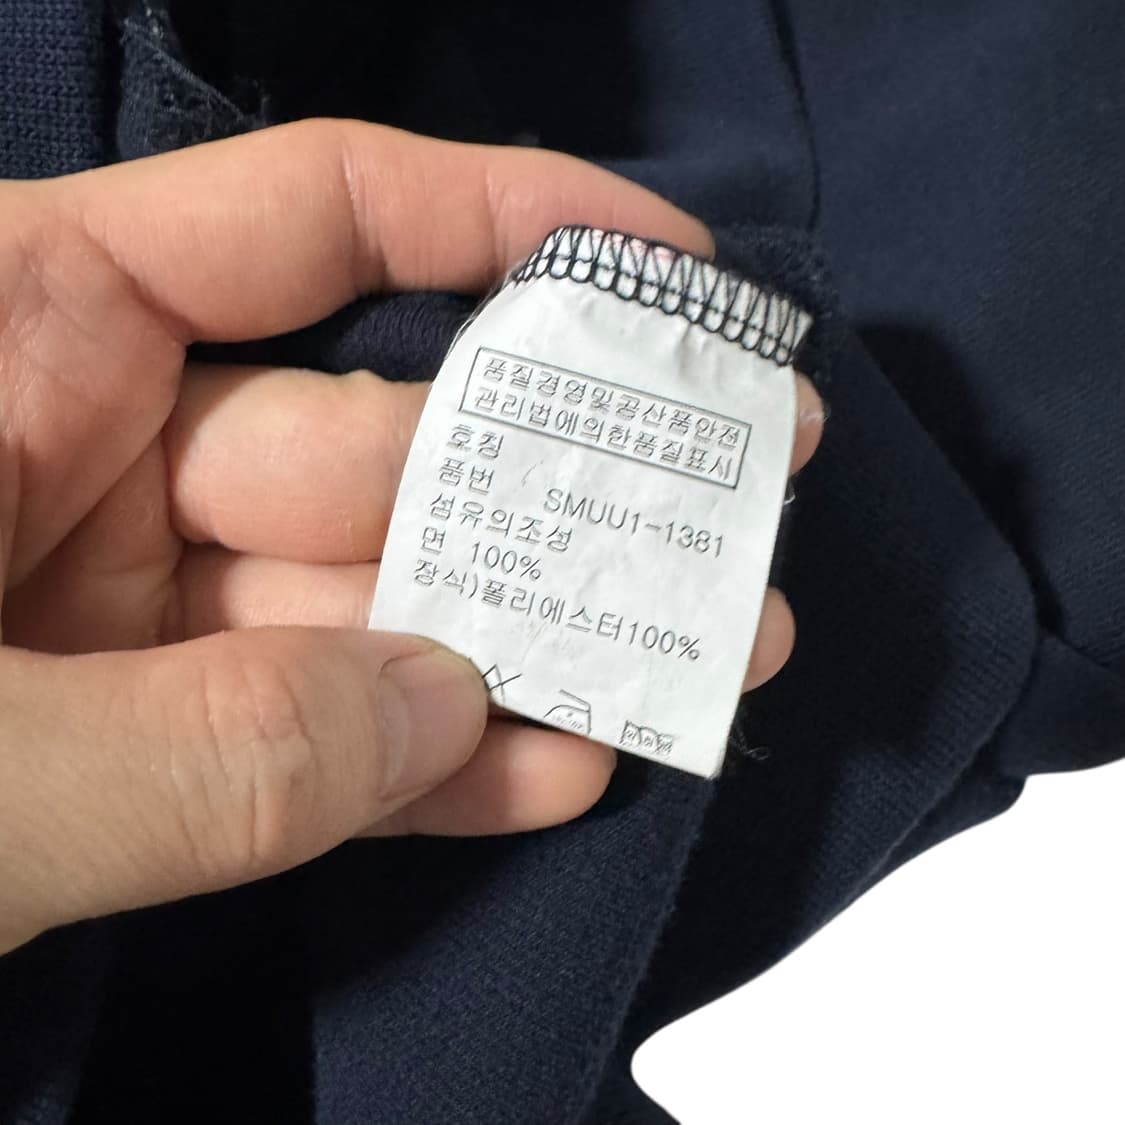 품질경영및공산품안전
관리법에의한품질표시
호칭
품번 SMUU1-1381
섬유의조성
면 100%
장식)폴리에스터100%